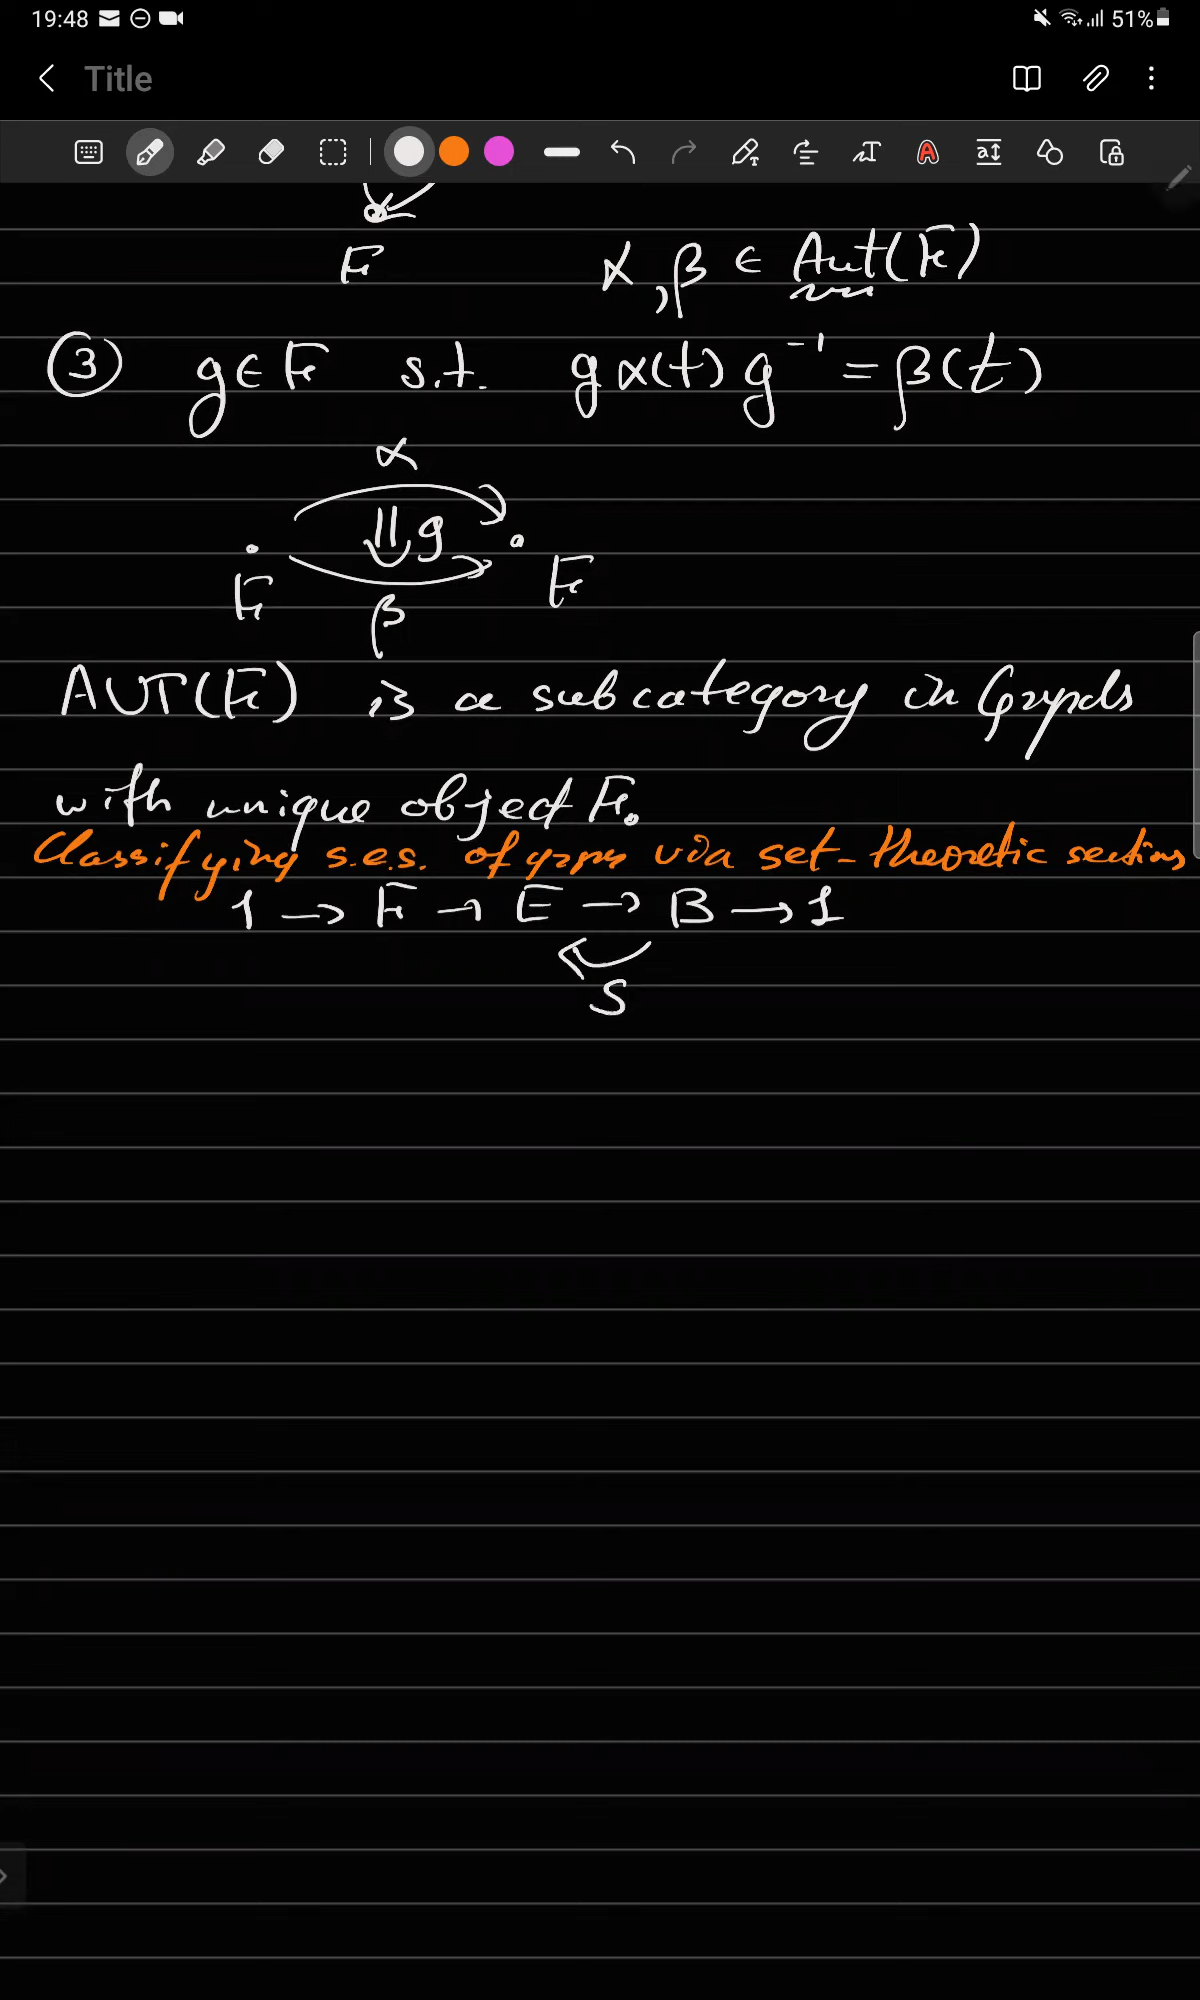 19:48 51%
Title
F
α, β ∈ Aut(F)
③ g∈F s.t. gα(t)g⁻¹ = β(t)
α
⇓g
F F
β
AUT(F) is a subcategory in Grpds
with unique object F.
Classifying s.e.s. of grps via set-theoretic sections
1 → F → E → B → 1
S